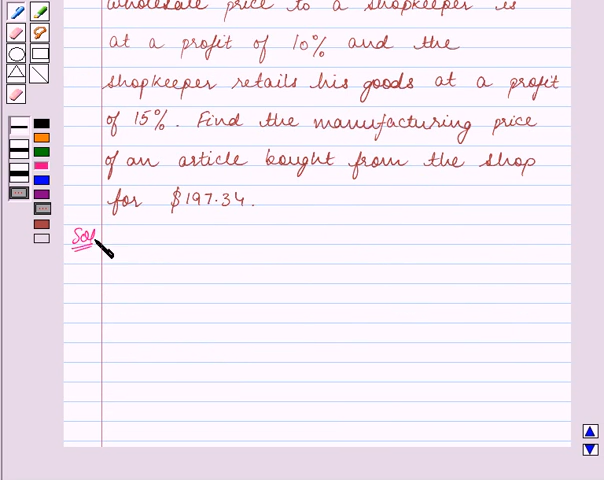 wholesale price to a shopkeeper is
at a profit of 10% and the
shopkeeper retails his goods at a profit
of 15%. Find the manufacturing price
of an article bought from the shop
for $197.34.
Sol